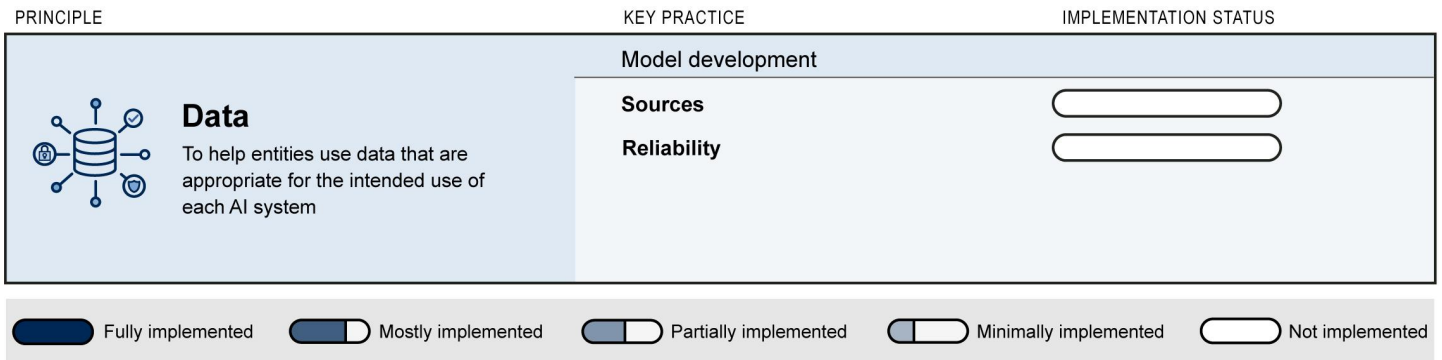 PRINCIPLE KEY PRACTICE IMPLEMENTATION STATUS
Model development
Data
To help entities use data that are
appropriate for the intended use of
each AI system
Sources
Reliability
Fully implemented Mostly implemented Partially implemented Minimally implemented Not implemented